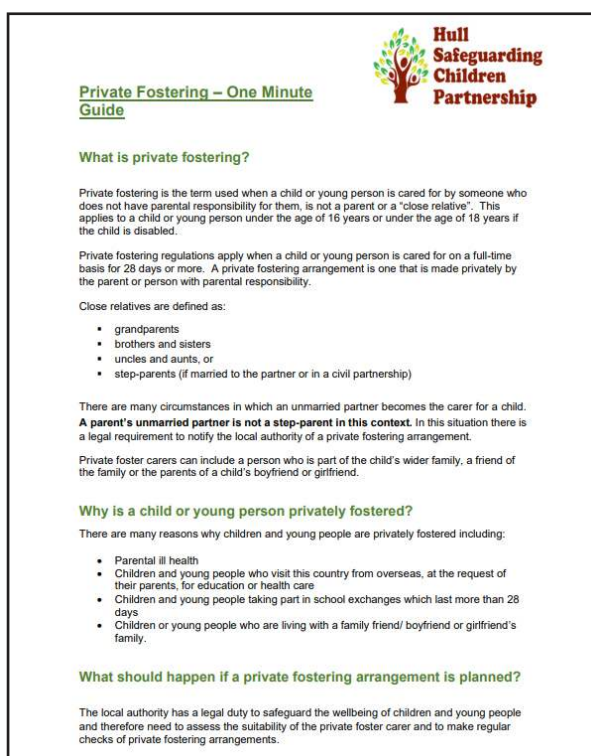 Hull
Safeguarding
Children
Partnership
Private Fostering – One Minute
Guide
What is private fostering?
Private fostering is the term used when a child or young person is cared for by someone who
does not have parental responsibility for them, is not a parent or a “close relative”. This
applies to a child or young person under the age of 16 years or under the age of 18 years if
the child is disabled.
Private fostering regulations apply when a child or young person is cared for on a full-time
basis for 28 days or more. A private fostering arrangement is one that is made privately by
the parent or person with parental responsibility.
Close relatives are defined as:
▪ grandparents
▪ brothers and sisters
▪ uncles and aunts, or
▪ step-parents (if married to the partner or in a civil partnership)
There are many circumstances in which an unmarried partner becomes the carer for a child.
A parent’s unmarried partner is not a step-parent in this context. In this situation there is
a legal requirement to notify the local authority of a private fostering arrangement.
Private foster carers can include a person who is part of the child’s wider family, a friend of
the family or the parents of a child’s boyfriend or girlfriend.
Why is a child or young person privately fostered?
There are many reasons why children and young people are privately fostered including:
• Parental ill health
• Children and young people who visit this country from overseas, at the request of
their parents, for education or health care
• Children and young people taking part in school exchanges which last more than 28
days
• Children or young people who are living with a family friend/ boyfriend or girlfriend’s
family.
What should happen if a private fostering arrangement is planned?
The local authority has a legal duty to safeguard the wellbeing of children and young people
and therefore need to assess the suitability of the private foster carer and to make regular
checks of private fostering arrangements.